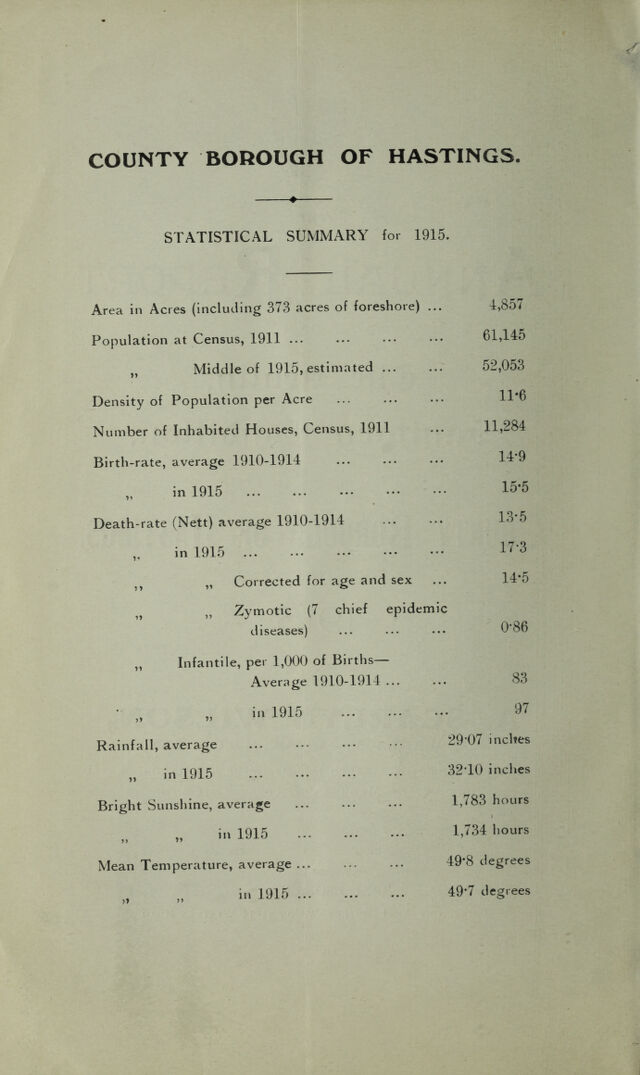 COUNTY BOROUGH OF HASTINGS.
STATISTICAL SUMMARY for 1915.
Area in Acres (including 373 acres of foreshore) ... 4,857
Population at Census, 1911 ... ... ... ... 61,145
„ Middle of 1915, estimated ... ... 52,053
Density of Population per Acre ... ... ... 11·6
Number of Inhabited Houses, Census, 1911 ... 11,284
Birth-rate, average 1910-1914 ... ... ... 14·9
„ in 1915 ... ... ... ... ... 15·5
Death-rate (Nett) average 1910-1914 ... ... 13·5
„ in 1915 ... ... ... ... ... 17·3
„ „ Corrected for age and sex ... 14·5
„ „ Zymotic (7 chief epidemic
diseases) ... ... ... 0·86
„ Infantile, per 1,000 of Births—
Average 1910-1914 ... ... 83
„ „ in 1915 ... ... ... 97
Rainfall, average ... ... ... ... 29·07 inches
„ in 1915 ... ... ... ... 32·10 inches
Bright Sunshine, average ... ... ... 1,783 hours
„ „ in 1915 ... ... ... 1,734 hours
Mean Temperature, average ... ... ... 49·8 degrees
„ „ in 1915 ... ... ... 49·7 degrees